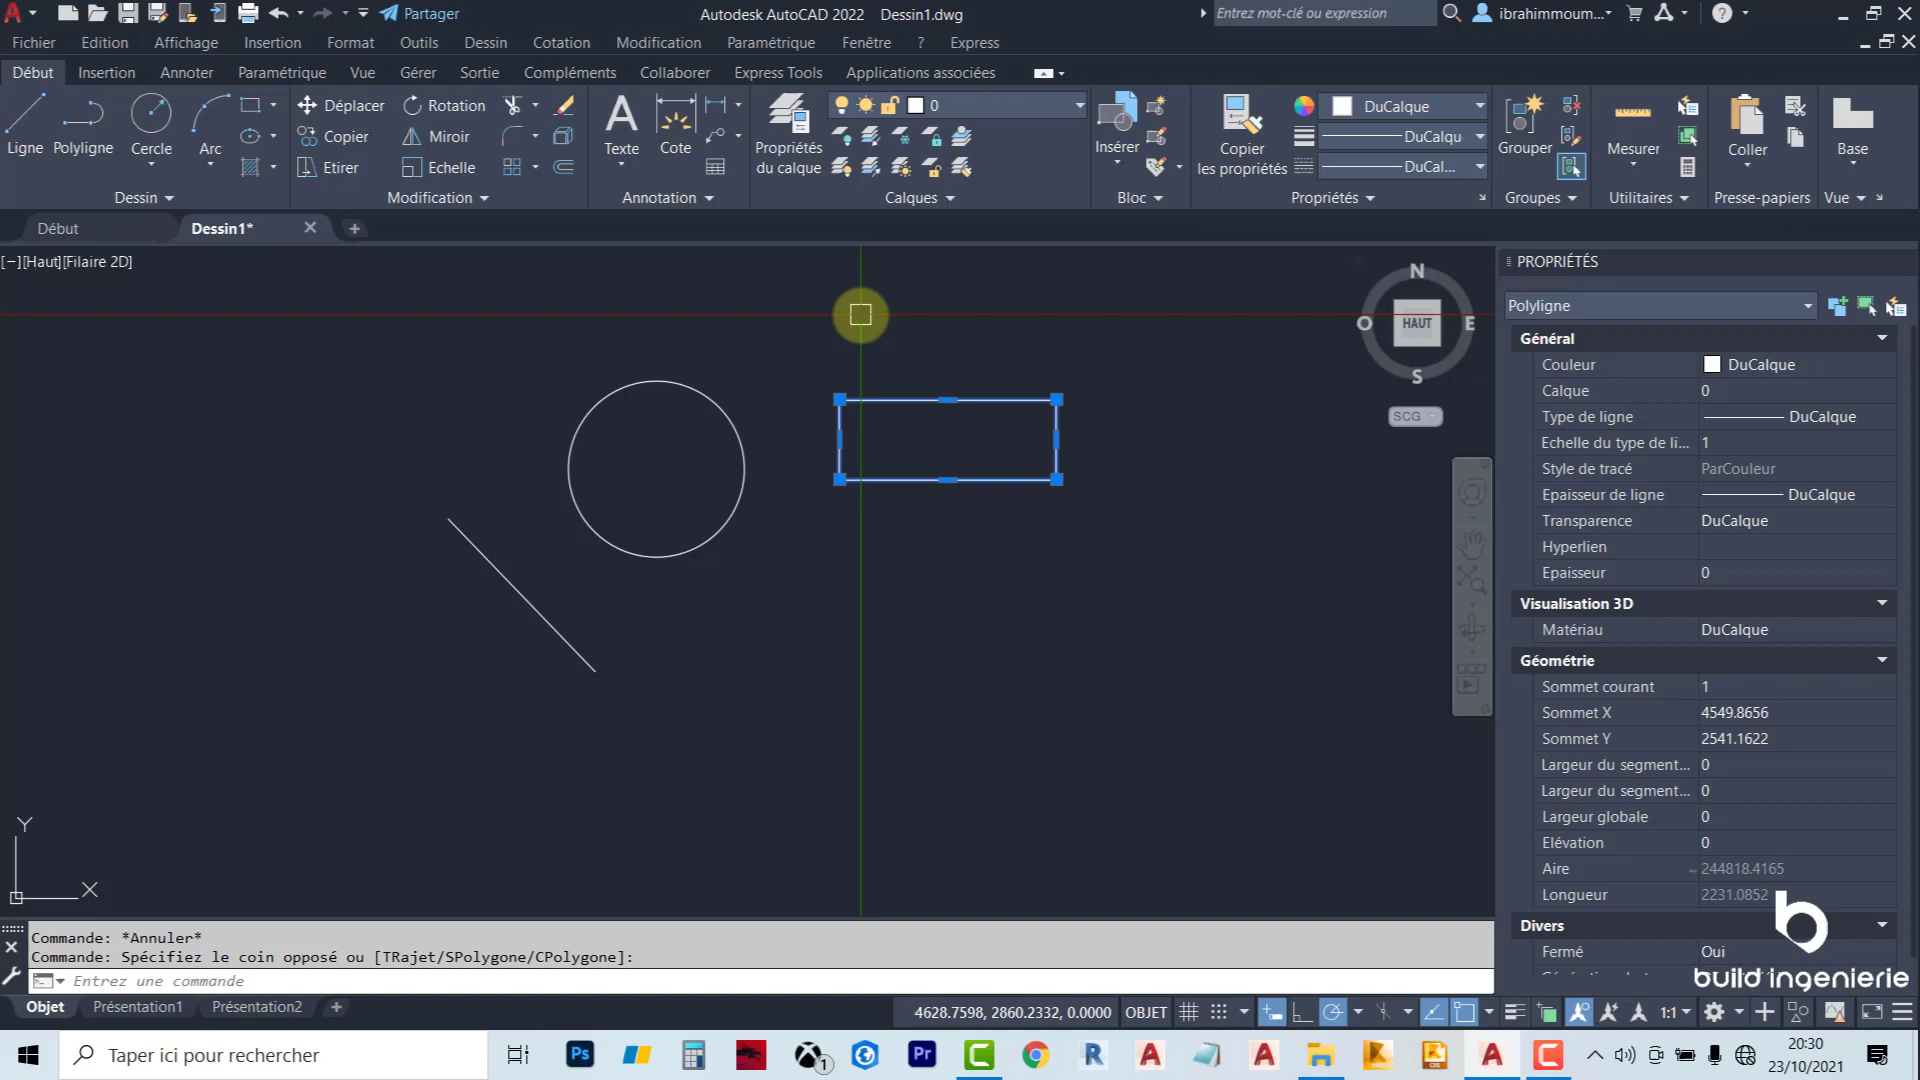 Partager
Autodesk AutoCAD 2022 Dessin1.dwg
Entrez mot-clé ou expression
ibrahimmoum...
Fichier Edition Affichage Insertion Format Outils Dessin Cotation Modification Paramétrique Fenêtre ? Express
Début Insertion Annoter Paramétrique Vue Gérer Sortie Compléments Collaborer Express Tools Applications associées
Ligne Polyligne Cercle Arc
Déplacer Rotation
Copier Miroir
Etirer Echelle
Texte Cote
Propriétés
du calque
0
Insérer
Copier
les propriétés
DuCalque
DuCalqu
DuCal...
Grouper Mesurer Coller Base
Dessin Modification Annotation Calques Bloc Propriétés Groupes Utilitaires Presse-papiers Vue
Début Dessin1*
[−][Haut][Filaire 2D]
N
O HAUT E
S
SCG
PROPRIÉTÉS
Polyligne
Général
Couleur DuCalque
Calque 0
Type de ligne DuCalque
Echelle du type de li... 1
Style de tracé ParCouleur
Epaisseur de ligne DuCalque
Transparence DuCalque
Hyperlien
Epaisseur 0
Visualisation 3D
Matériau DuCalque
Géométrie
Sommet courant 1
Sommet X 4549.8656
Sommet Y 2541.1622
Largeur du segment... 0
Largeur du segment... 0
Largeur globale 0
Elévation 0
Aire 244818.4165
Longueur 2231.0852
Divers
Fermé Oui
build ingenierie
Y
X
Commande: *Annuler*
Commande: Spécifiez le coin opposé ou [TRajet/SPolygone/CPolygone]:
Entrez une commande
Objet Présentation1 Présentation2
4628.7598, 2860.2332, 0.0000 OBJET 1:1
Taper ici pour rechercher
20:30
23/10/2021